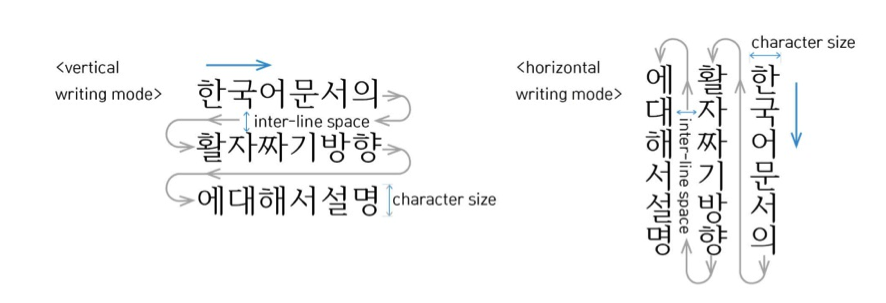 <vertical
writing mode>
한국어문서의
inter-line space
활자짜기방향
에대해서설명
character size
<horizontal
writing mode>
character size
한국어문서의
활자짜기방향
inter-line space
에대해서설명